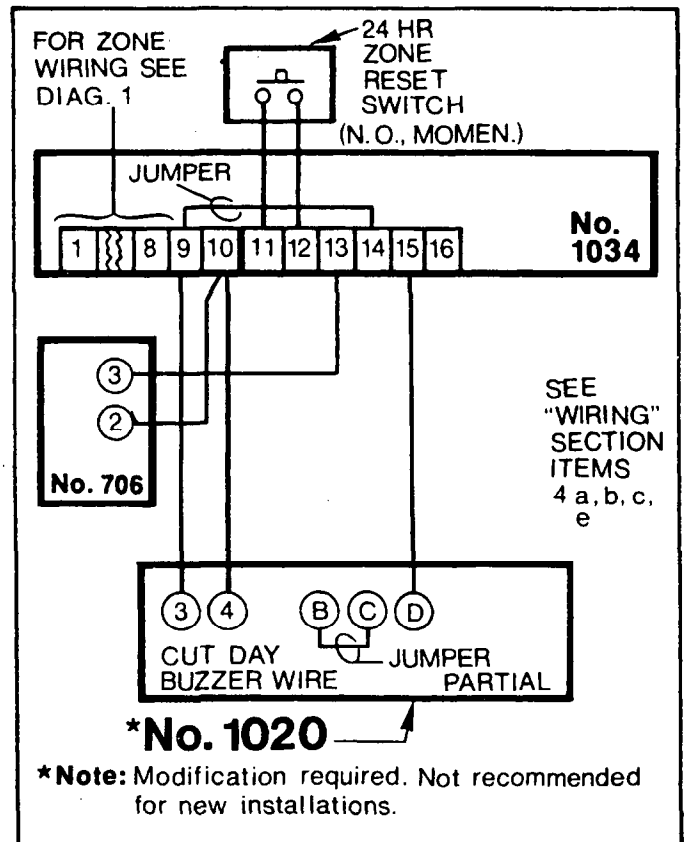 FOR ZONE
WIRING SEE
DIAG. 1
24 HR
ZONE
RESET
SWITCH
(N.O., MOMEN.)
JUMPER
No.
1034
1 8 9 10 11 12 13 14 15 16
3
2
No. 706
SEE
"WIRING"
SECTION
ITEMS
4 a, b, c,
e
3 4 B C D
CUT DAY
BUZZER WIRE
JUMPER
PARTIAL
*No. 1020
*Note: Modification required. Not recommended
for new installations.